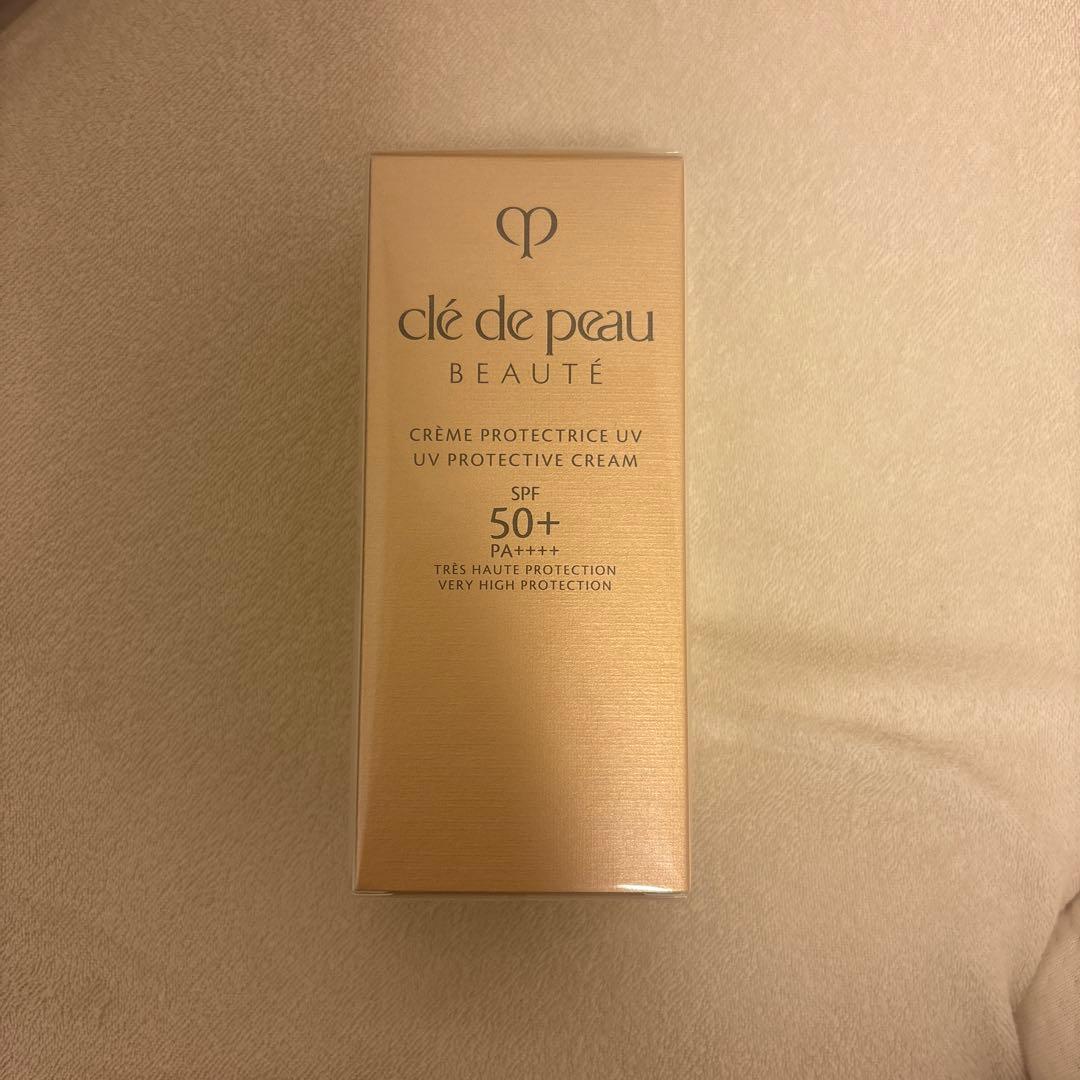 clé de peau
BEAUTÉ
CRÈME PROTECTRICE UV
UV PROTECTIVE CREAM
SPF
50+
PA++++
TRÈS HAUTE PROTECTION
VERY HIGH PROTECTION